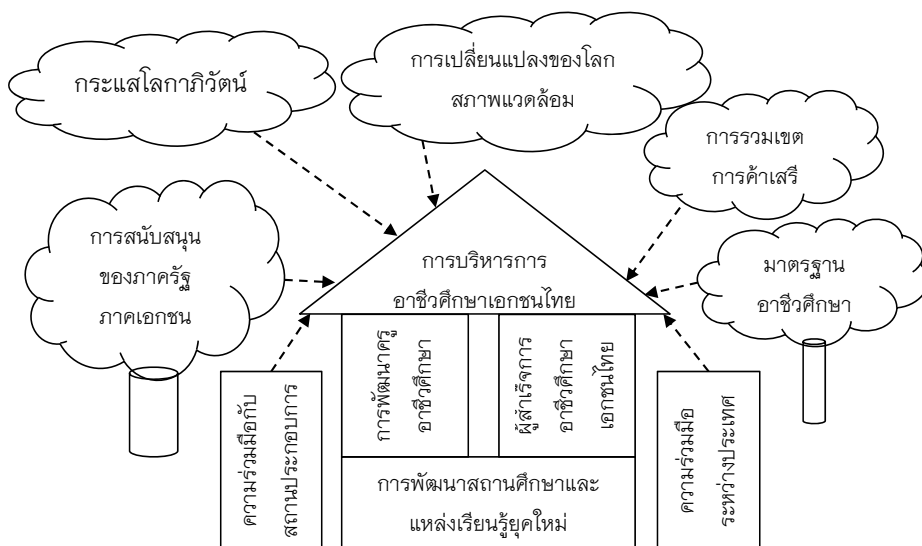 กระแสโลกาภิวัตน์
การเปลี่ยนแปลงของโลก
สภาพแวดล้อม
การรวมเขต
การค้าเสรี
การสนับสนุน
ของภาครัฐ
ภาคเอกชน
การบริหารการ
อาชีวศึกษาเอกชนไทย
มาตรฐาน
อาชีวศึกษา
ความร่วมมือกับ
สถานประกอบการ
การพัฒนาครู
อาชีวศึกษา
ผู้สำเร็จการ
อาชีวศึกษา
เอกชนไทย
ความร่วมมือ
ระหว่างประเทศ
การพัฒนาสถานศึกษาและ
แหล่งเรียนรู้ยุคใหม่